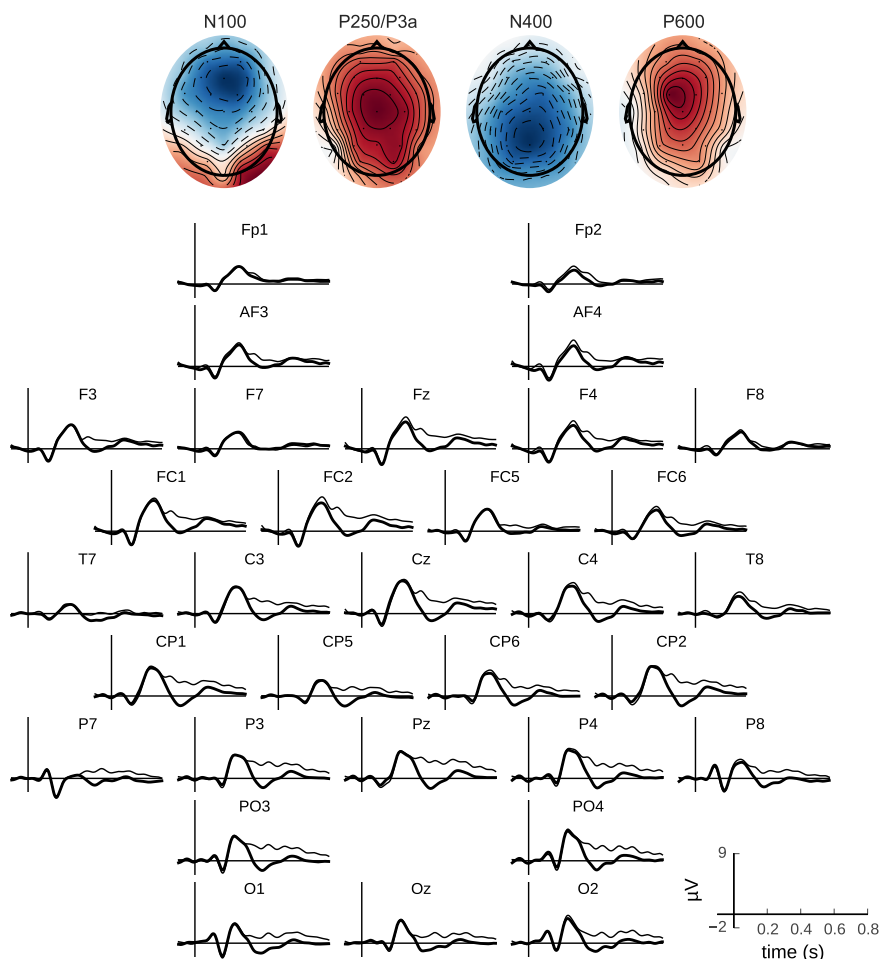 N100 P250/P3a N400 P600
Fp1 Fp2
AF3 AF4
F3 F7 Fz F4 F8
FC1 FC2 FC5 FC6
T7 C3 Cz C4 T8
CP1 CP5 CP6 CP2
P7 P3 Pz P4 P8
PO3 PO4
9
µV
O1 Oz O2
−2
0.2 0.4 0.6 0.8
time (s)